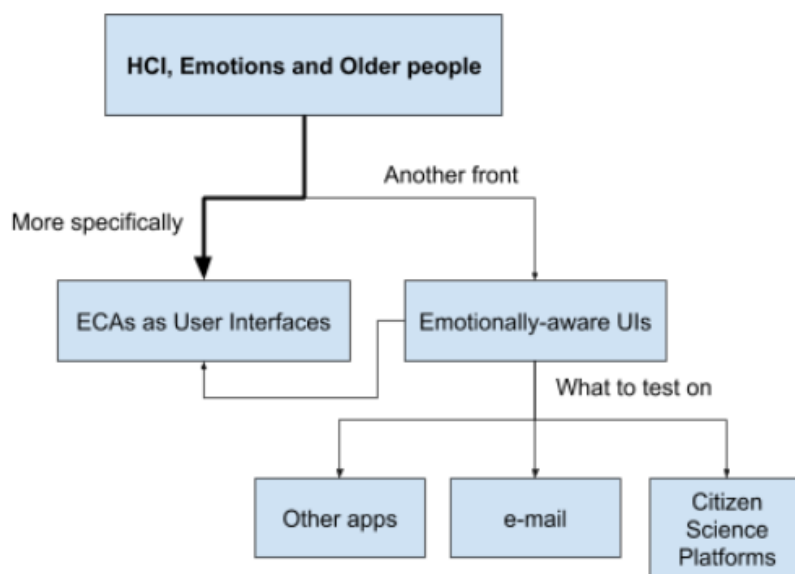 HCI, Emotions and Older people
Another front
More specifically
ECAs as User Interfaces
Emotionally-aware UIs
What to test on
Other apps
e-mail
Citizen
Science
Platforms